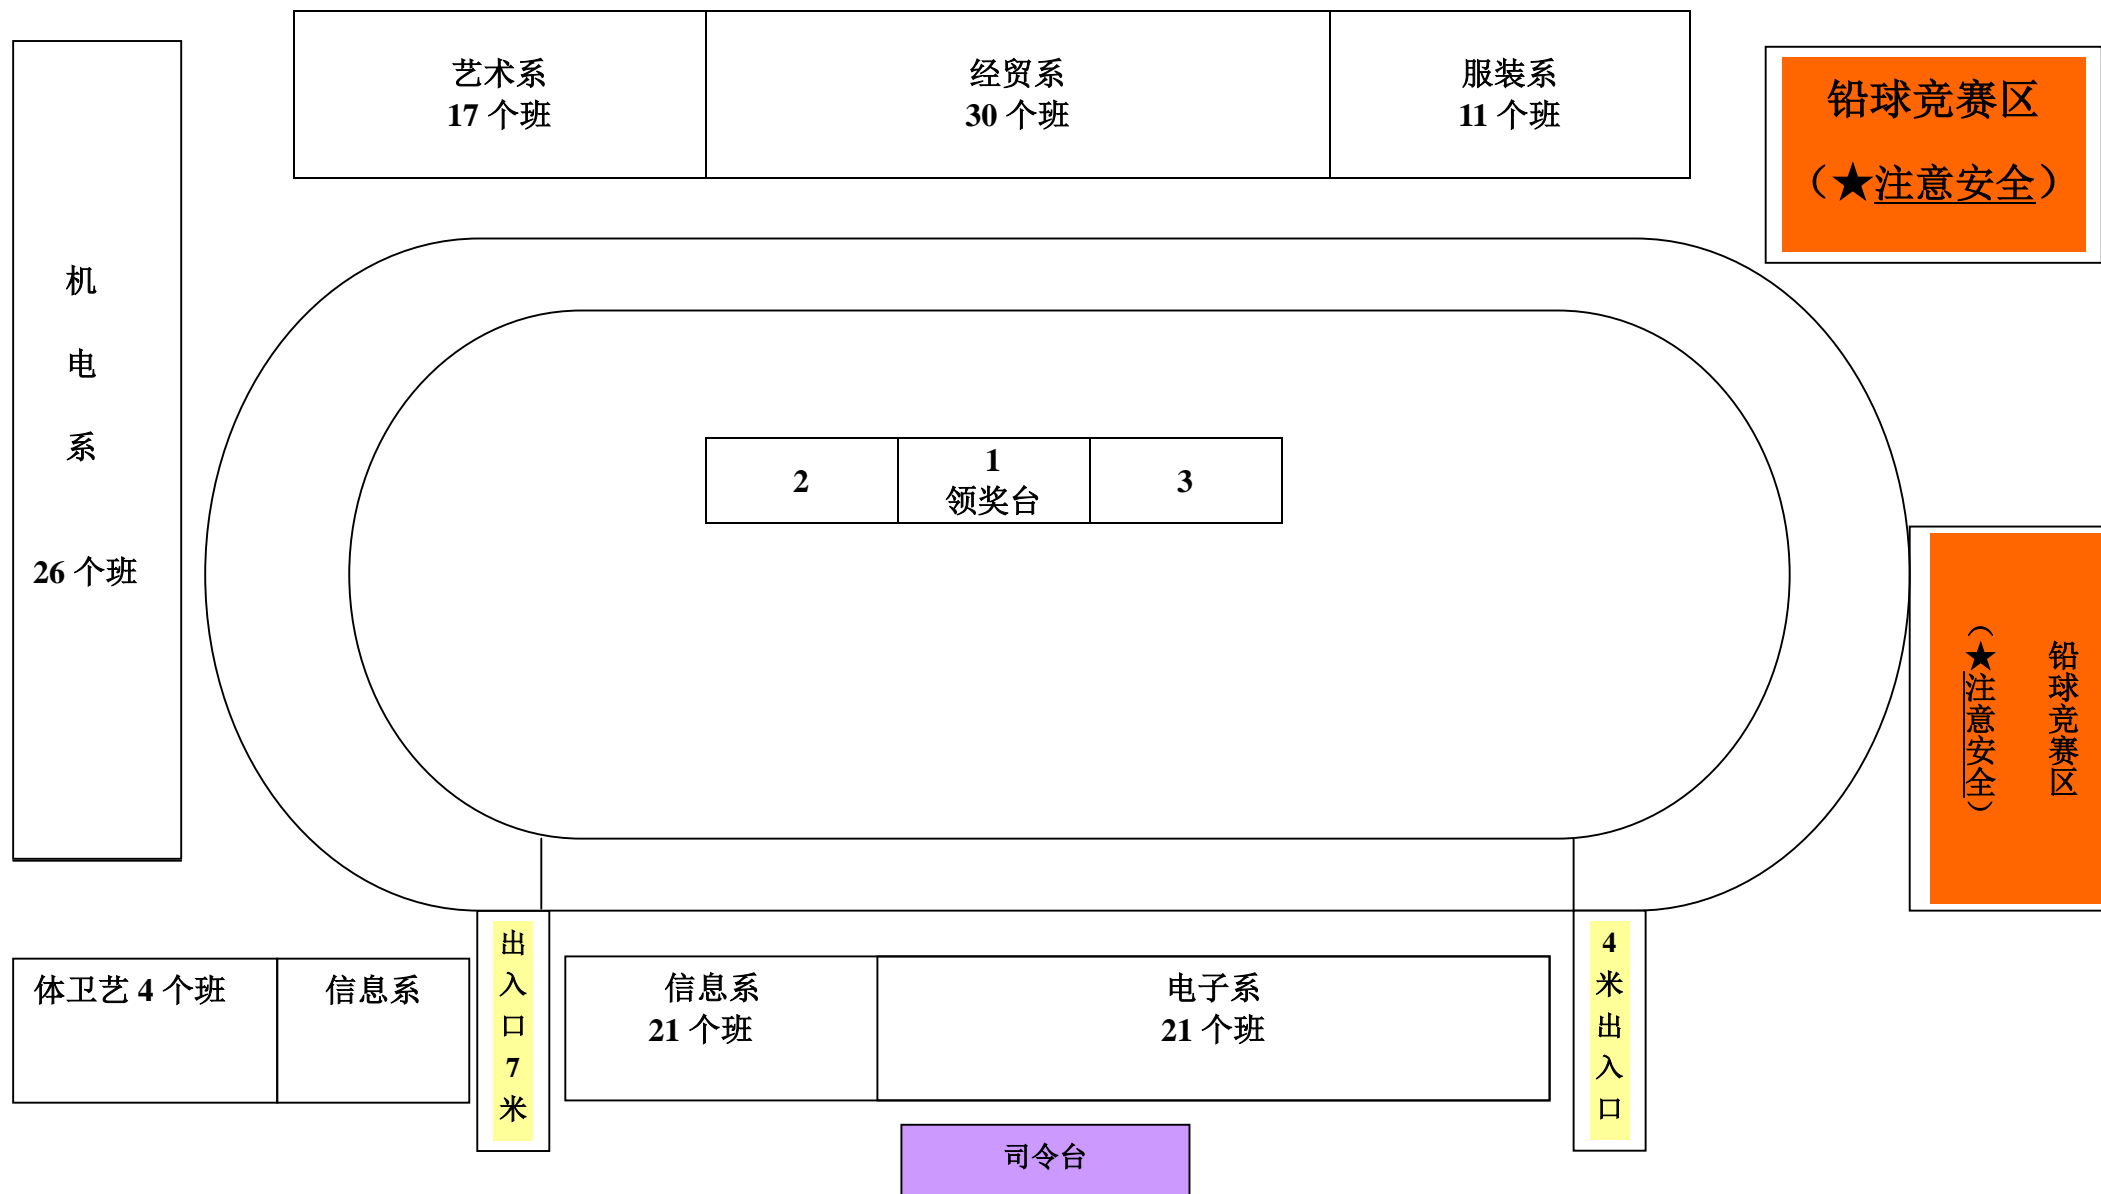 艺术系
17 个班
经贸系
30 个班
服装系
11 个班
铅球竞赛区
（★注意安全）
机
电
系
26 个班
2
1
领奖台
3
铅球竞赛区
（★注意安全）
体卫艺 4 个班
信息系
出入口7米
信息系
21 个班
电子系
21 个班
4米出入口
司令台